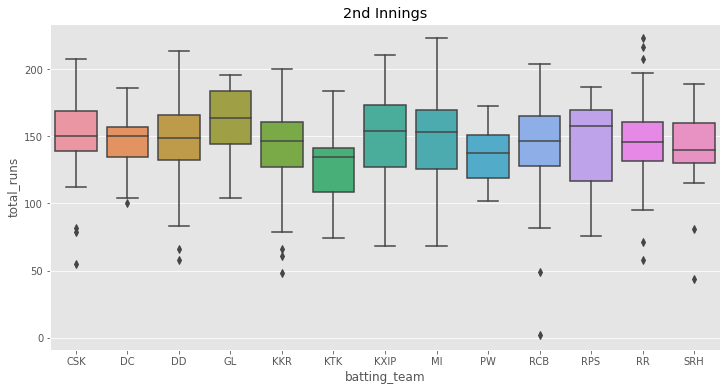 2nd Innings
total_runs
200
150
100
50
0
CSK DC DD GL KKR KTK KXIP MI PW RCB RPS RR SRH
batting_team